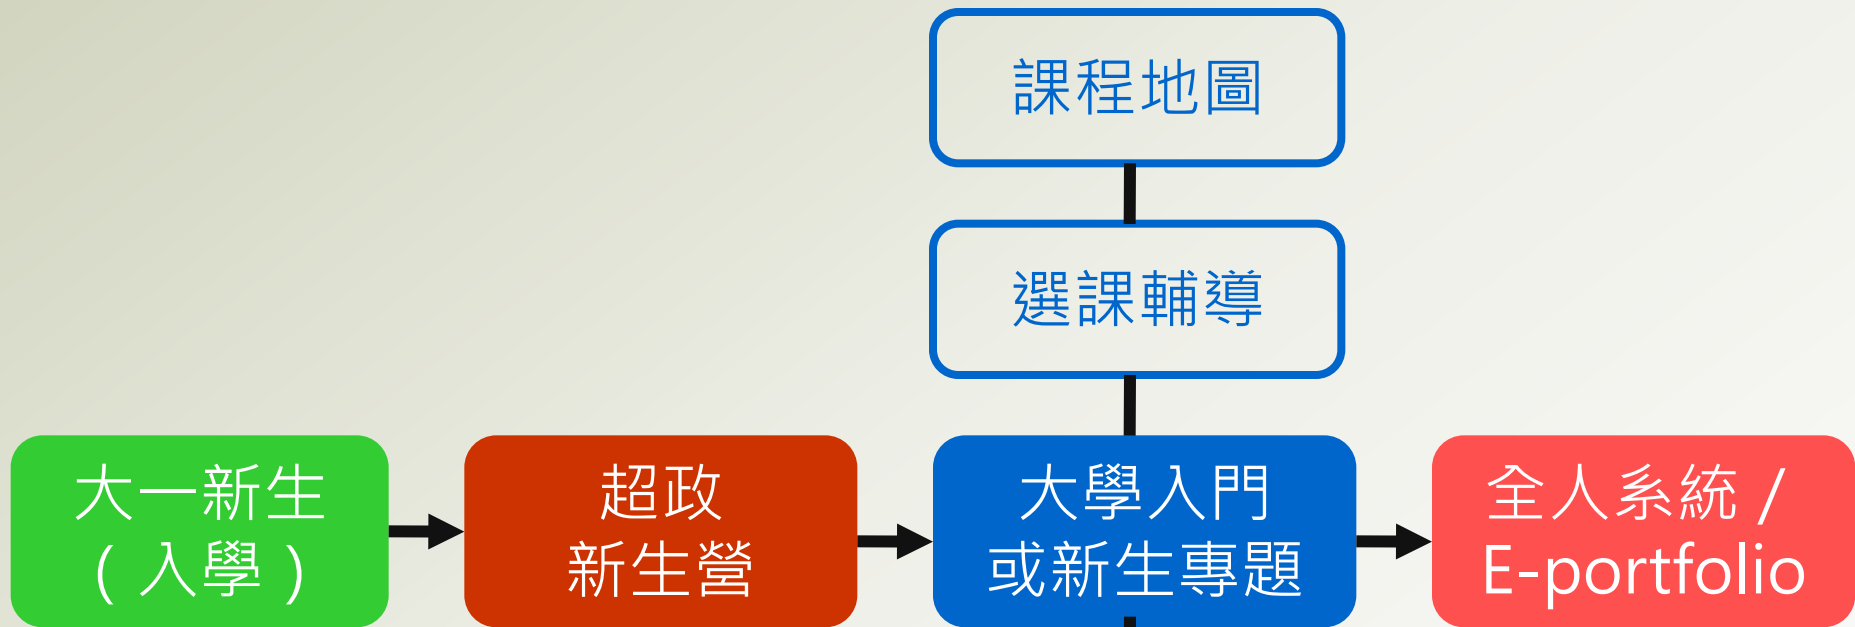 課程地圖
選課輔導
大一新生
( 入學 )
超政
新生營
大學入門
或新生專題
全人系統 /
E-portfolio